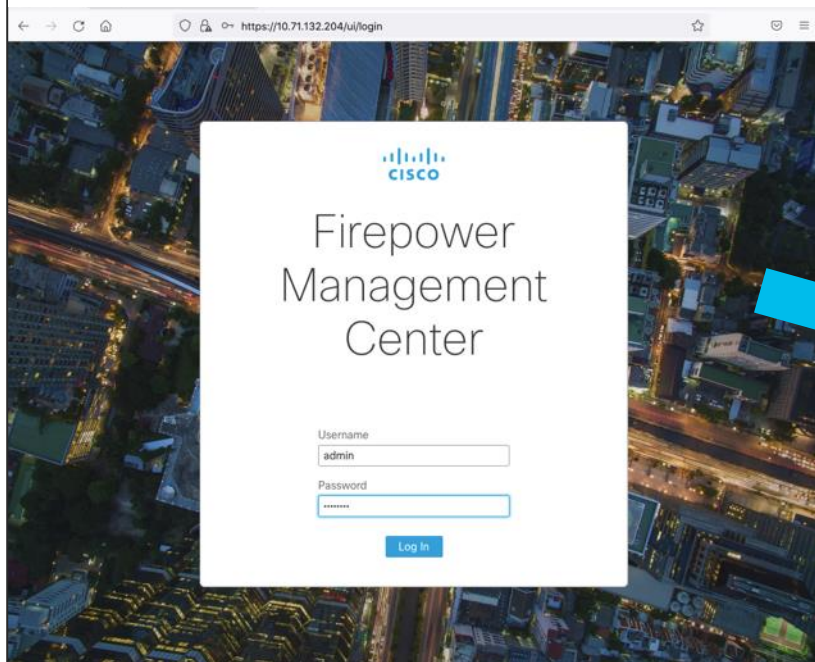 https://10.71.132.204/ui/login
CISCO
Firepower
Management
Center
Username
admin
Password
Log In